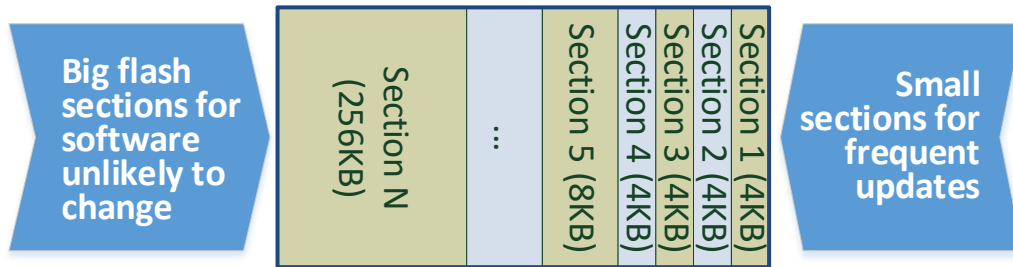 Big flash
sections for
software
unlikely to
change
Section N
(256KB)
...
Section 5 (8KB)
Section 4 (4KB)
Section 3 (4KB)
Section 2 (4KB)
Section 1 (4KB)
Small
sections for
frequent
updates